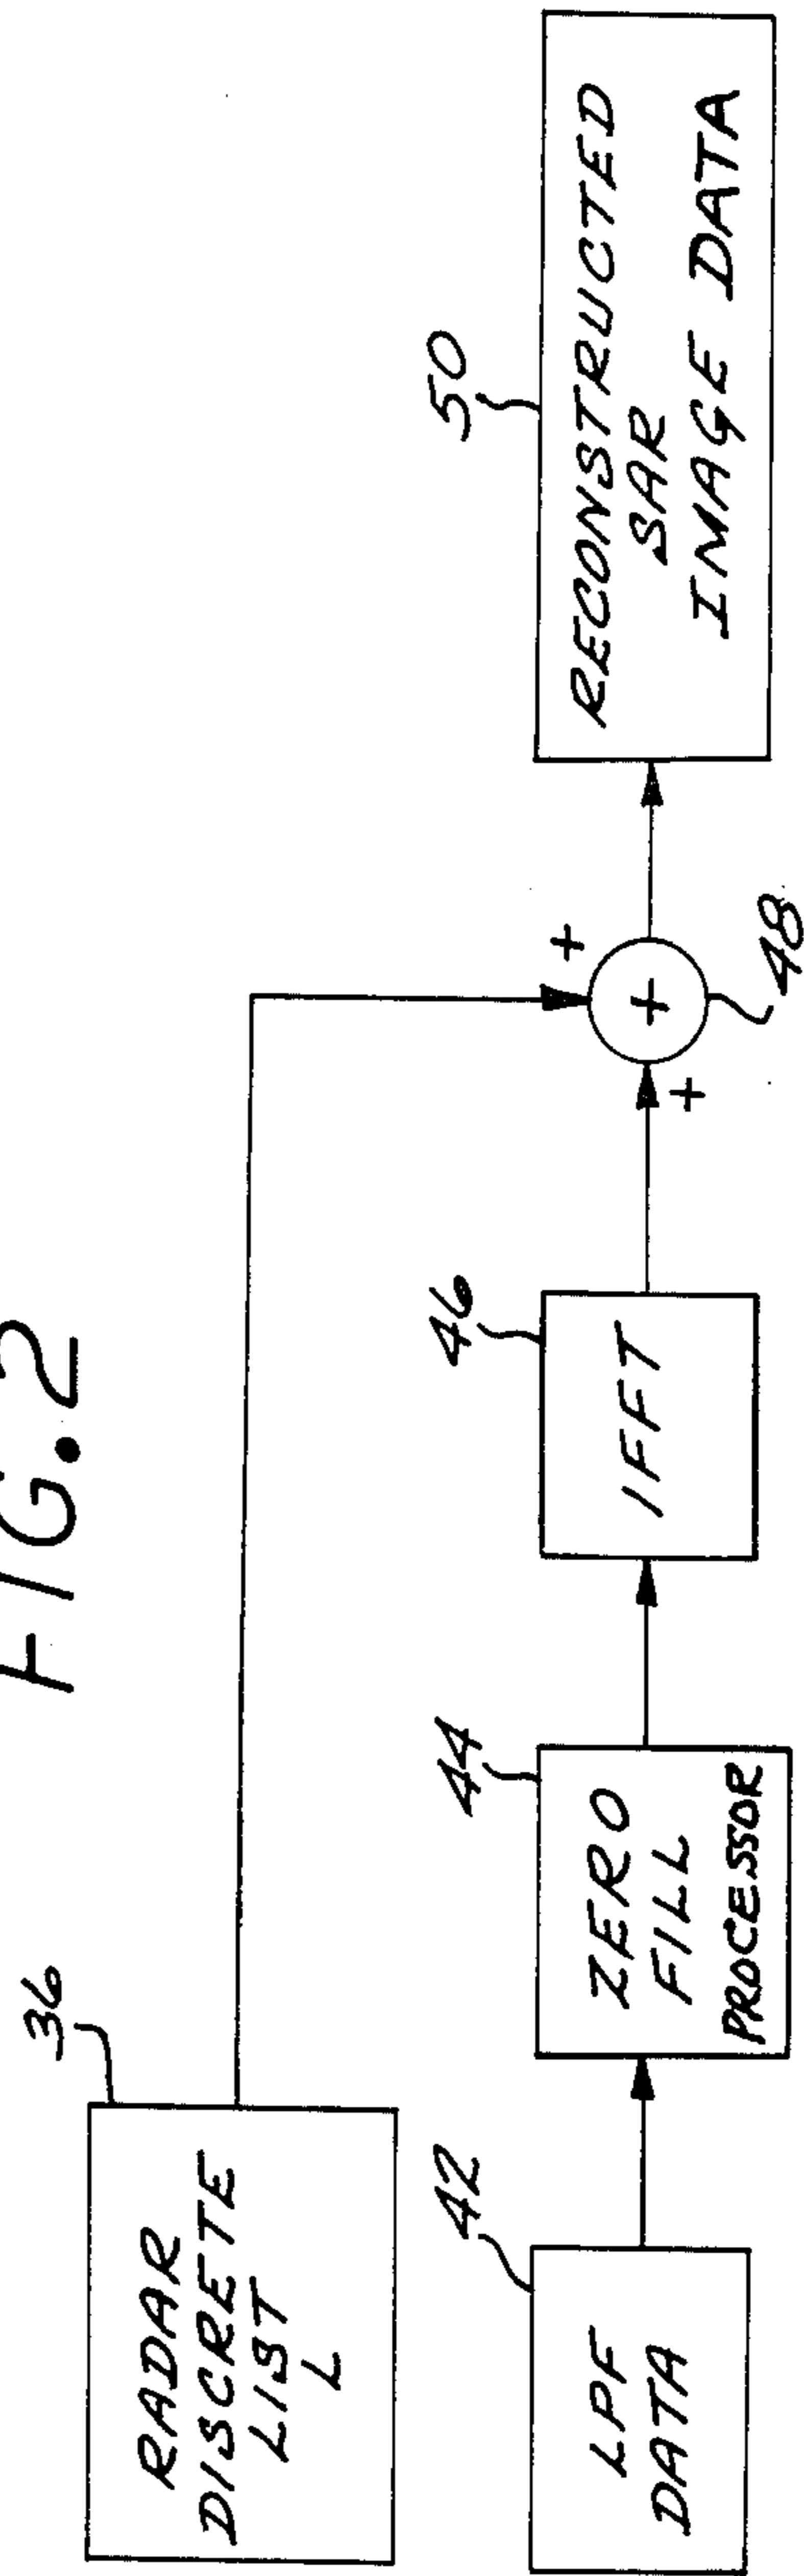 FIG.2
36
RADAR
DISCRETE
LIST
L
42
LPF
DATA
44
ZERO
FILL
PROCESSOR
46
IFFT
+
+
+
48
50
RECONSTRUCTED
SAR
IMAGE DATA